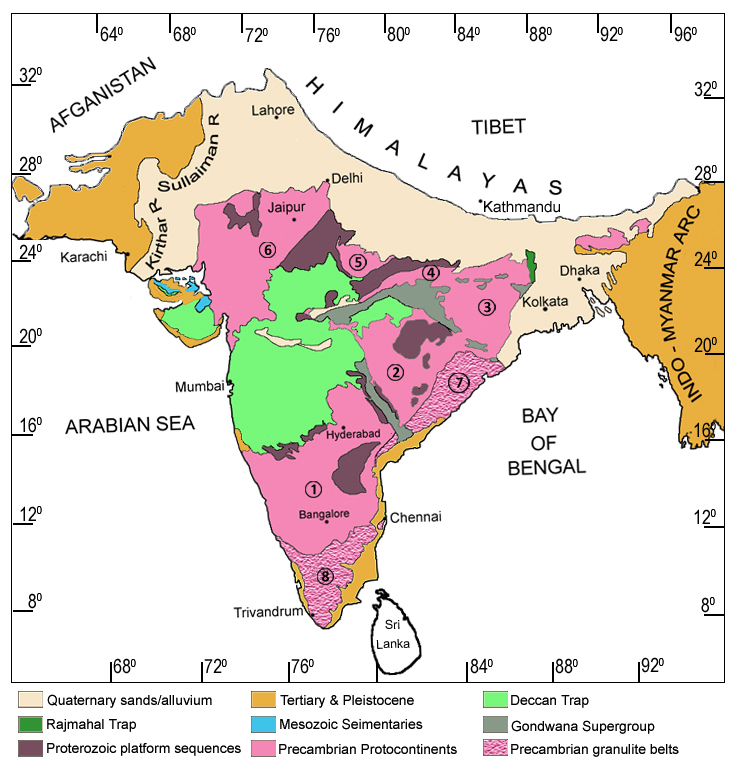 64⁰ 68⁰ 72⁰ 76⁰ 80⁰ 84⁰ 88⁰ 92⁰ 96⁰
32⁰
32⁰
AFGANISTAN
HIMALAYAS
TIBET
Lahore
Sullaiman R
Kirthar R
28⁰
28⁰
Delhi
Kathmandu
Jaipur
24⁰
24⁰
Karachi
Dhaka
Kolkata
INDO - MYANMAR ARC
6
5
4
3
20⁰
20⁰
2
7
Mumbai
ARABIAN SEA
BAY
OF
BENGAL
16⁰
16⁰
Hyderabad
1
Bangalore
Chennai
12⁰
12⁰
8
Trivandrum
8⁰
8⁰
Sri
Lanka
68⁰ 72⁰ 76⁰ 80⁰ 84⁰ 88⁰ 92⁰
Quaternary sands/alluvium
Tertiary & Pleistocene
Deccan Trap
Rajmahal Trap
Mesozoic Seimentaries
Gondwana Supergroup
Proterozoic platform sequences
Precambrian Protocontinents
Precambrian granulite belts